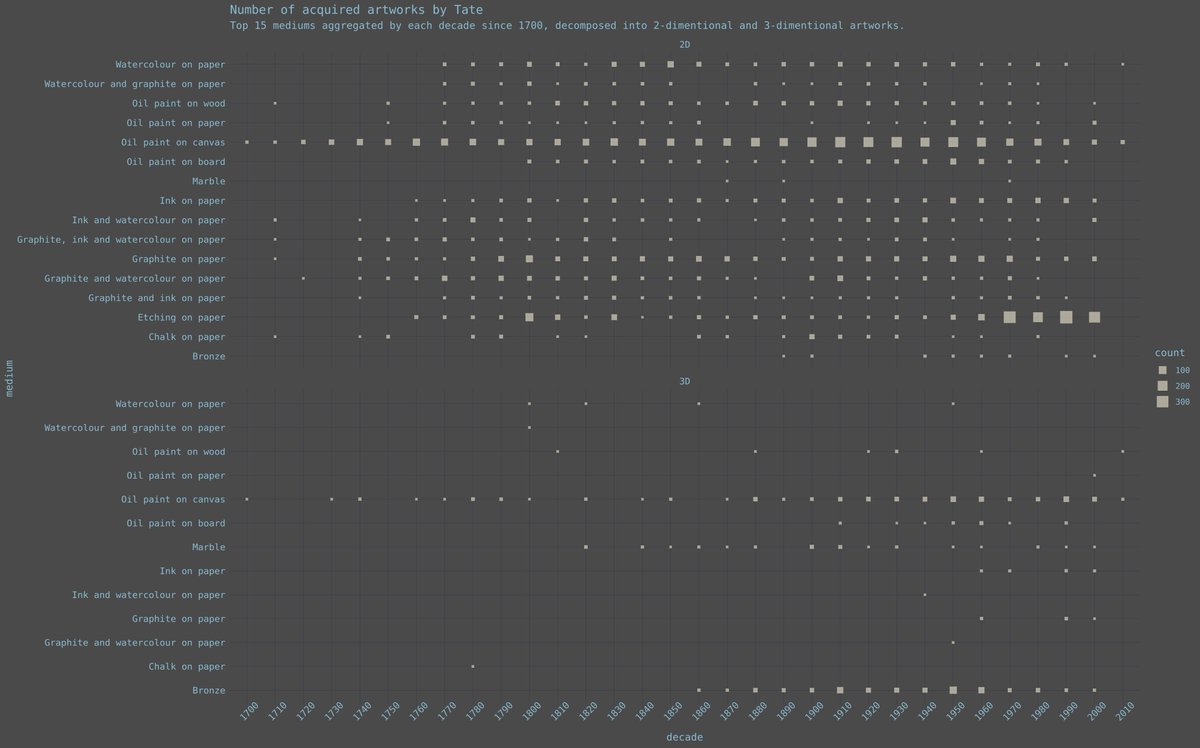 Number of acquired artworks by Tate
Top 15 mediums aggregated by each decade since 1700, decomposed into 2-dimentional and 3-dimentional artworks.
2D
Watercolour on paper
Watercolour and graphite on paper
Oil paint on wood
Oil paint on paper
Oil paint on canvas
Oil paint on board
Marble
Ink on paper
Ink and watercolour on paper
Graphite, ink and watercolour on paper
Graphite on paper
Graphite and watercolour on paper
Graphite and ink on paper
Etching on paper
Chalk on paper
Bronze
medium
count
100
200
300
3D
Watercolour on paper
Watercolour and graphite on paper
Oil paint on wood
Oil paint on paper
Oil paint on canvas
Oil paint on board
Marble
Ink on paper
Ink and watercolour on paper
Graphite on paper
Graphite and watercolour on paper
Chalk on paper
Bronze
1700 1710 1720 1730 1740 1750 1760 1770 1780 1790 1800 1810 1820 1830 1840 1850 1860 1870 1880 1890 1900 1910 1920 1930 1940 1950 1960 1970 1980 1990 2000 2010
decade